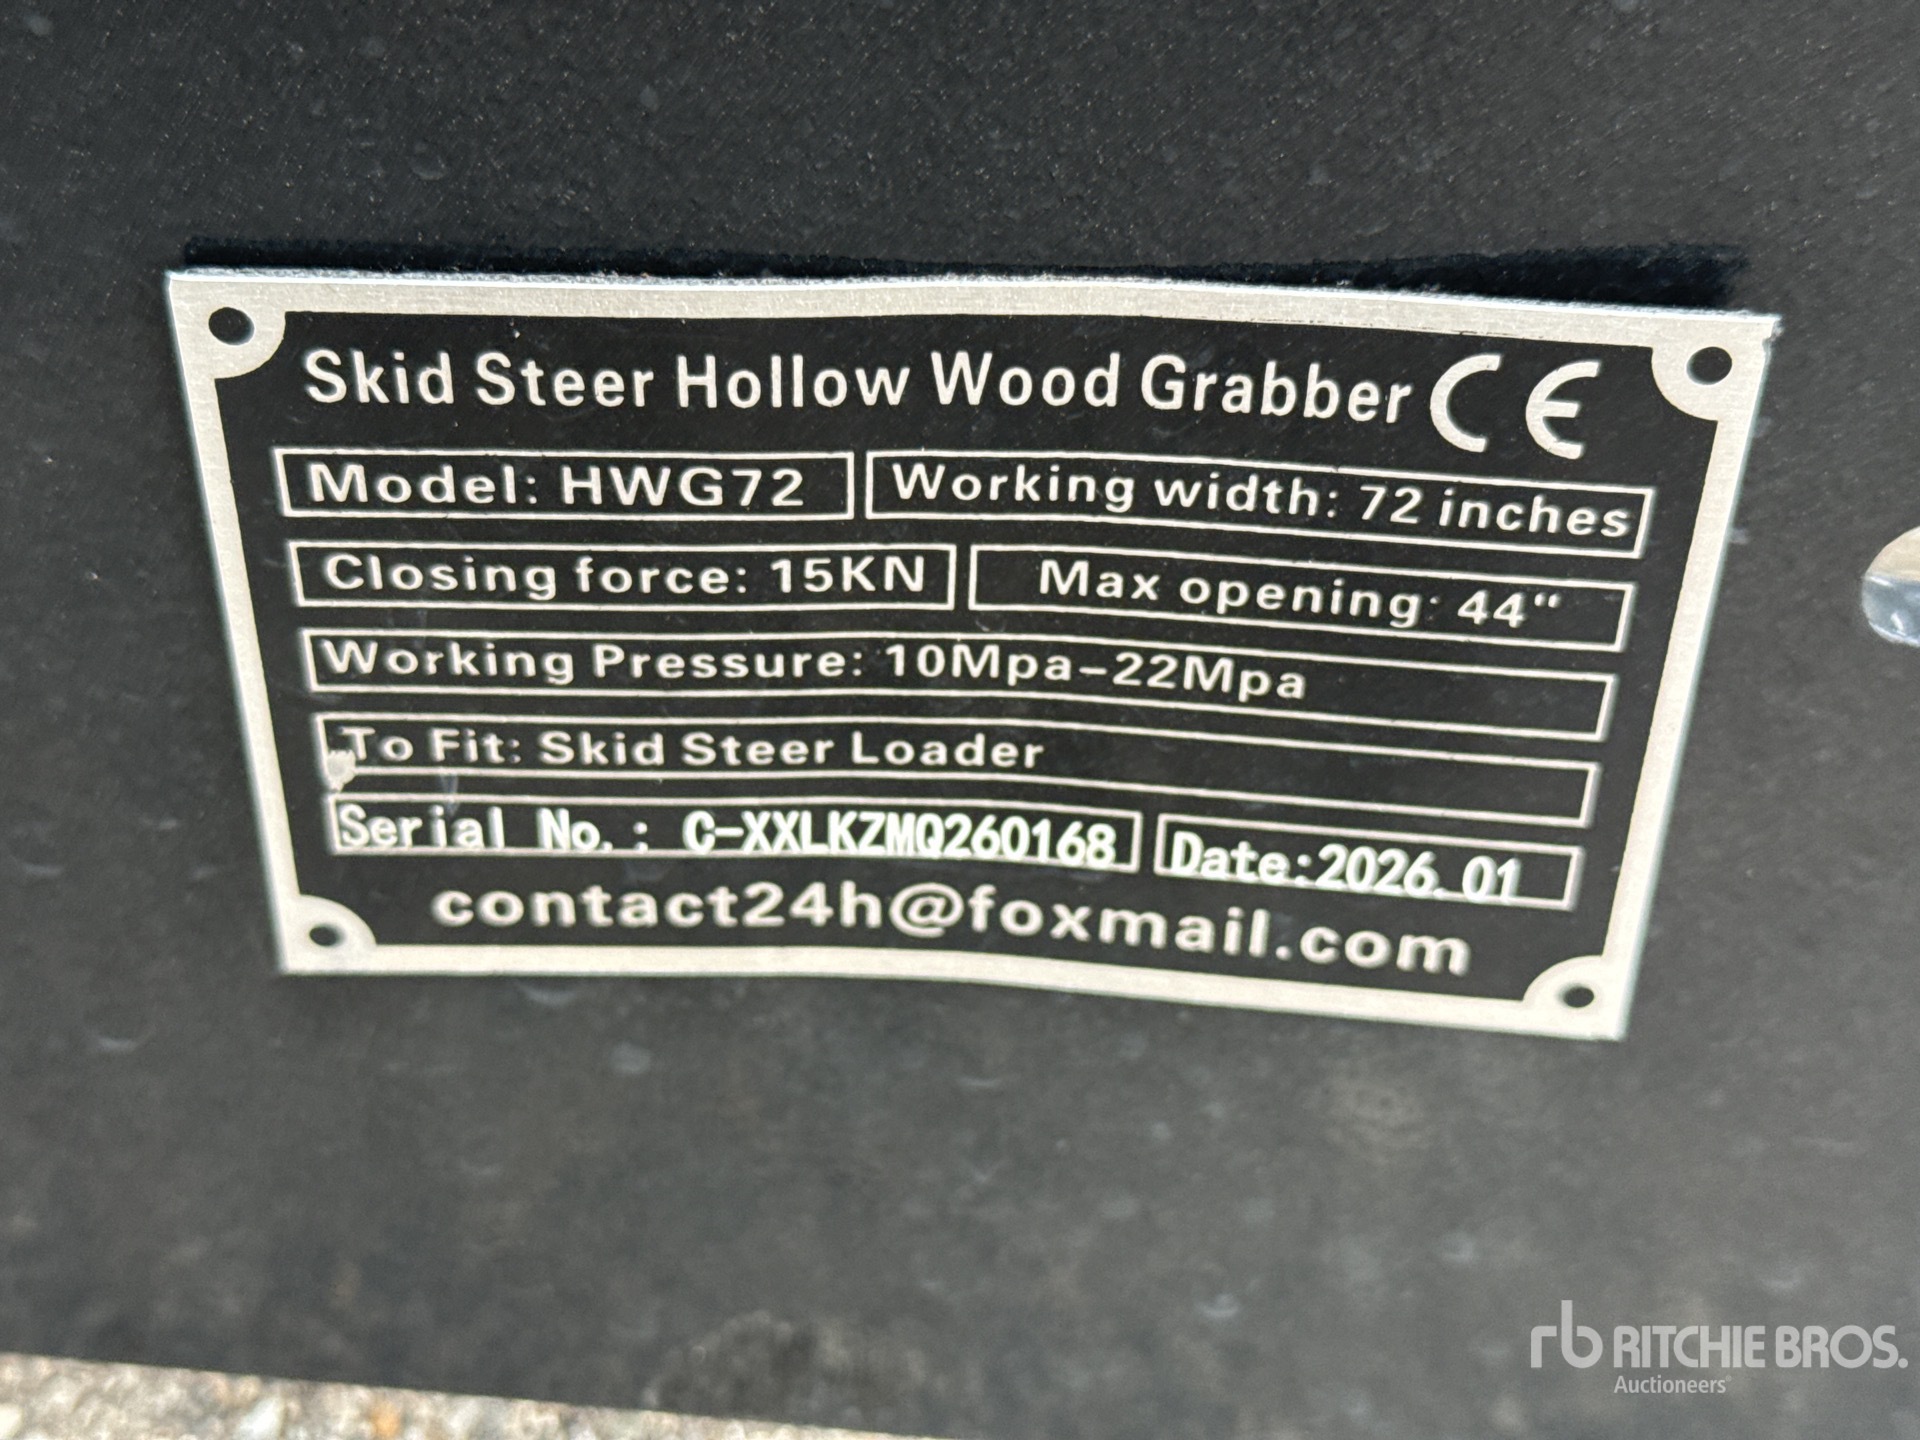 Skid Steer Hollow Wood Grabber CE
Model: HWG72 Working width: 72 inches
Closing force: 15KN Max opening: 44"
Working Pressure: 10Mpa-22Mpa
To Fit: Skid Steer Loader
Serial No.: C-XXLKZMQ260168 Date:2026.01
contact24h@foxmail.com
rb RITCHIE BROS.
Auctioneers